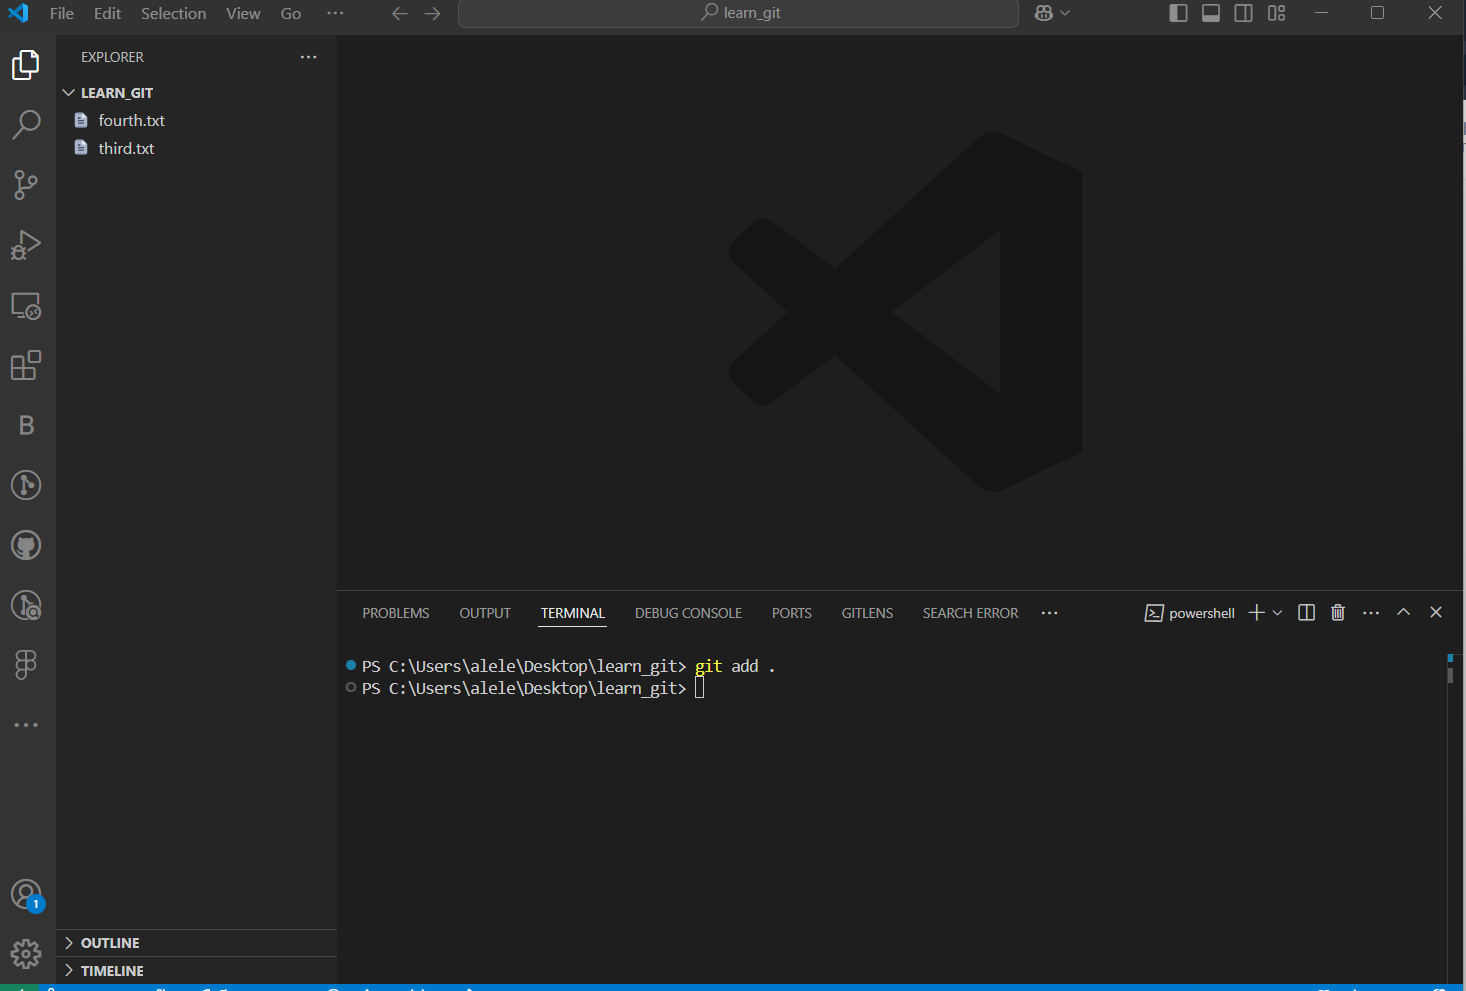 File Edit Selection View Go ··· learn_git
EXPLORER ···
LEARN_GIT
fourth.txt
third.txt
B
PROBLEMS OUTPUT TERMINAL DEBUG CONSOLE PORTS GITLENS SEARCH ERROR ··· powershell ···
PS C:\Users\alele\Desktop\learn_git> git add .
PS C:\Users\alele\Desktop\learn_git>
1
OUTLINE
TIMELINE